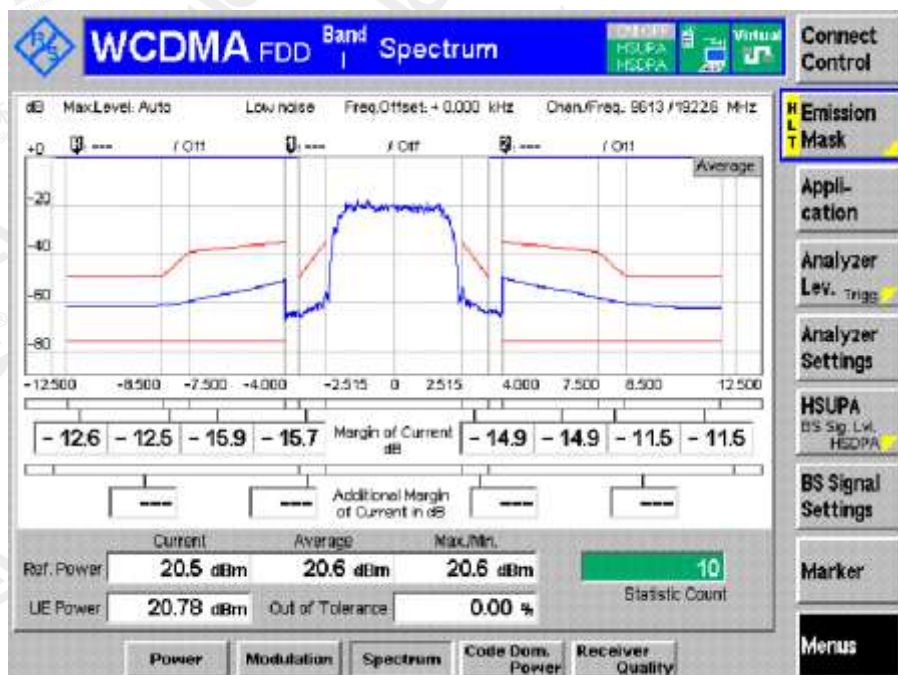 WCDMA FDD Band I Spectrum
HSUPA
HSDPA
Virtual
Connect Control
dB Max.Level: Auto Low noise Freq.Offset: + 0.000 kHz Chan./Freq.: 9613 / 1922.6 MHz
+0 --- / Off 1: --- / Off 2: --- / Off
Average
-20
-40
-60
-80
-12.500 -8.500 -7.500 -4.000 -2.515 0 2.515 4.000 7.500 8.500 12.500
- 12.6 - 12.5 - 15.9 - 15.7 Margin of Current dB - 14.9 - 14.9 - 11.5 - 11.5
--- --- Additional Margin of Current in dB --- ---
Current Average Max./Min.
Ref. Power 20.5 dBm 20.6 dBm 20.6 dBm 10
Statistic Count
UE Power 20.78 dBm Out of Tolerance 0.00 %
HLT Emission Mask
Appli-
cation
Analyzer
Lev. Trigg.
Analyzer
Settings
HSUPA
BS Sig. Lvl.
HSDPA
BS Signal
Settings
Marker
Menus
Power Modulation Spectrum Code Dom. Power Receiver Quality